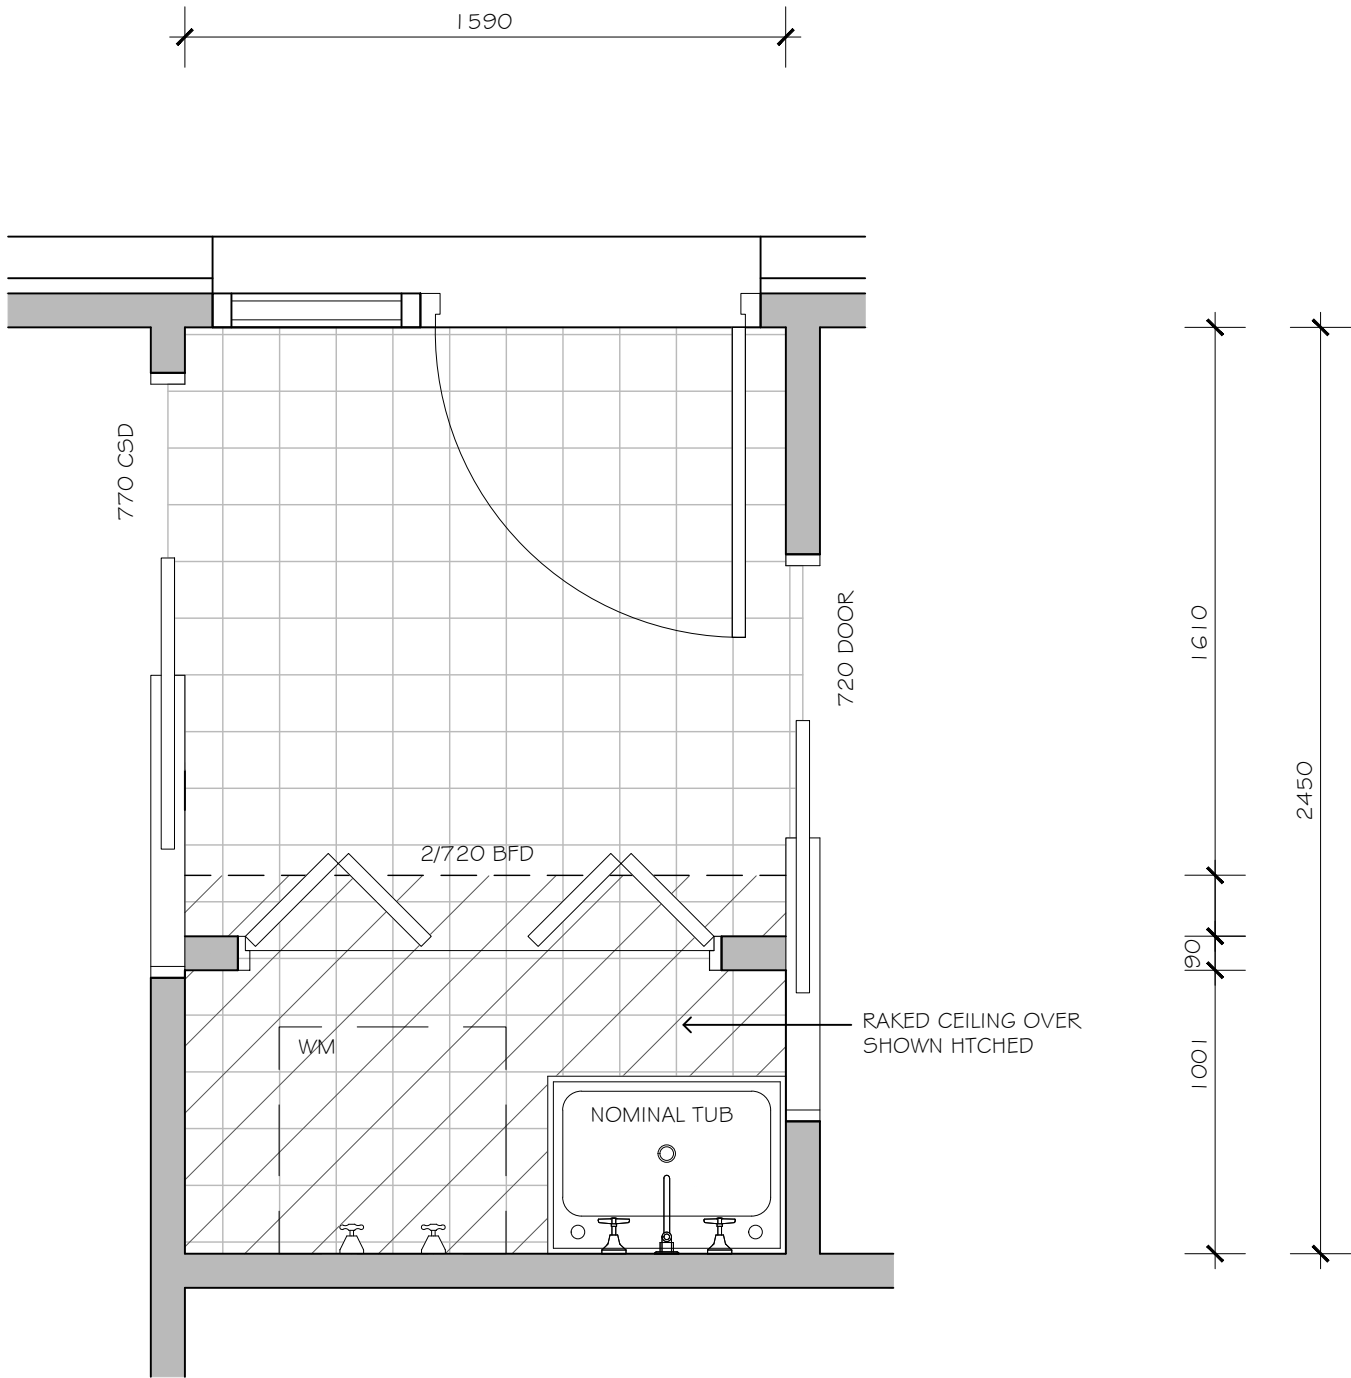 1590
770 CSD
720 DOOR
1610
2450
2/720 BFD
90
WM
RAKED CEILING OVER
SHOWN HTCHED
1001
NOMINAL TUB